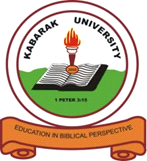 KABARAK UNIVERSITY
1 PETER 3:15
EDUCATION IN BIBLICAL PERSPECTIVE